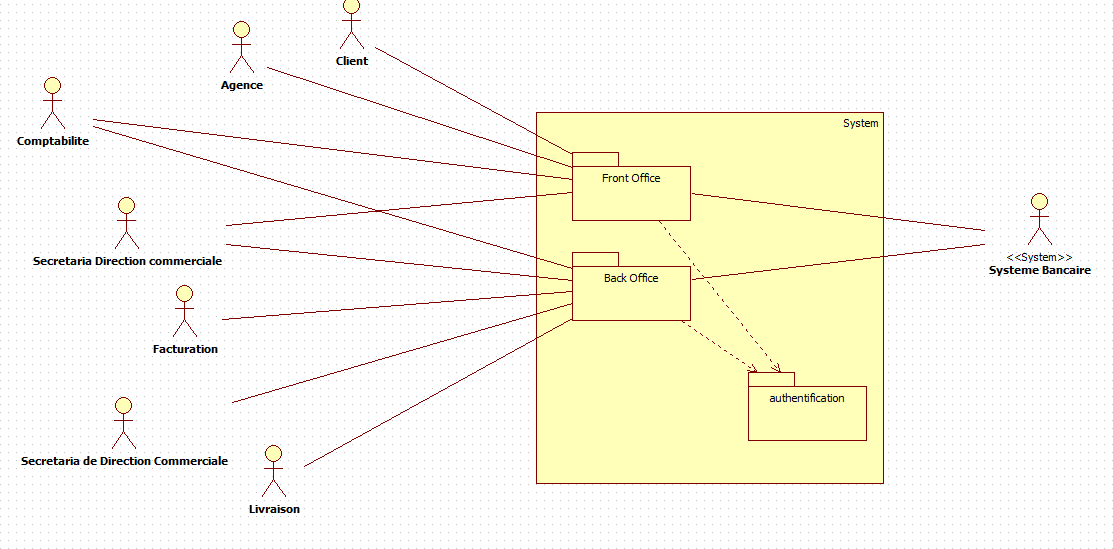 Client
Agence
System
Comptabilite
Front Office
Secretaria Direction commerciale
<<System>>
Systeme Bancaire
Back Office
Facturation
authentification
Secretaria de Direction Commerciale
Livraison